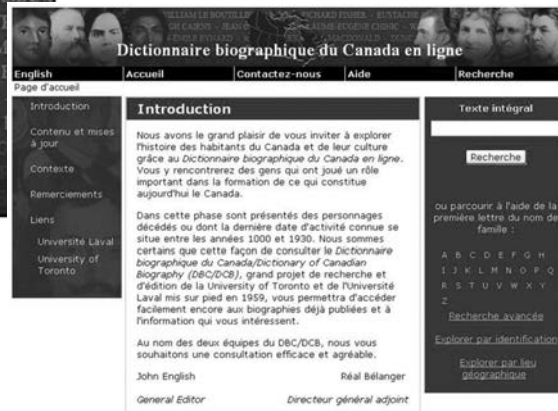 Dictionnaire biographique du Canada en ligne
English Accueil Contactez-nous Aide Recherche
Page d'accueil
Introduction
Contenu et mises
à jour
Contexte
Remerciements
Liens
Université Laval
University of
Toronto
Introduction
Nous avons le grand plaisir de vous inviter à explorer
l'histoire des habitants du Canada et de leur culture
grâce au Dictionnaire biographique du Canada en ligne.
Vous y rencontrerez des gens qui ont joué un rôle
important dans la formation de ce qui constitue
aujourd'hui le Canada.
Dans cette phase sont présentés des personnages
décédés ou dont la dernière date d'activité connue se
situe entre les années 1000 et 1930. Nous sommes
certains que cette façon de consulter le Dictionnaire
biographique du Canada/Dictionary of Canadian
Biography (DBC/DCB), grand projet de recherche et
d'édition de la University of Toronto et de l'Université
Laval mis sur pied en 1959, vous permettra d'accéder
facilement encore aux biographies déjà publiées et à
l'information qui vous intéressent.
Au nom des deux équipes du DBC/DCB, nous vous
souhaitons une consultation efficace et agréable.
John English Réal Bélanger
General Editor Directeur général adjoint
Texte intégral
Recherche
ou parcourir à l'aide de la
première lettre du nom de
famille :
A B C D E F G H
I J K L M N O P Q
R S T U V W X Y
Z
Recherche avancée
Explorer par identification
Explorer par lieu
géographique